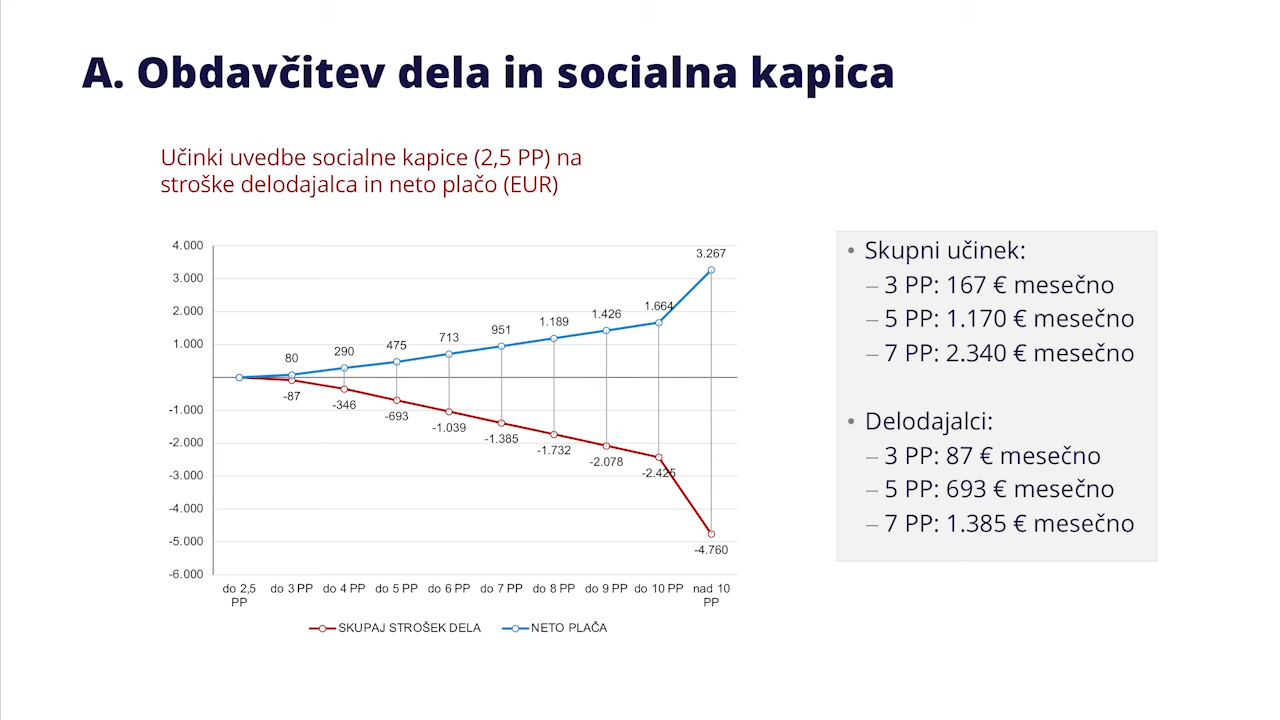 A. Obdavčitev dela in socialna kapica
Učinki uvedbe socialne kapice (2,5 PP) na
stroške delodajalca in neto plačo (EUR)
4.000
3.000
2.000
1.000
-1.000
-2.000
-3.000
-4.000
-5.000
-6.000
80
290
475
713
951
1.189
1.426
1.664
3.267
-87
-346
-693
-1.039
-1.385
-1.732
-2.078
-2.425
-4.760
do 2,5 PP
do 3 PP
do 4 PP
do 5 PP
do 6 PP
do 7 PP
do 8 PP
do 9 PP
do 10 PP
nad 10 PP
SKUPAJ STROŠEK DELA
NETO PLAČA
• Skupni učinek:
– 3 PP: 167 € mesečno
– 5 PP: 1.170 € mesečno
– 7 PP: 2.340 € mesečno
• Delodajalci:
– 3 PP: 87 € mesečno
– 5 PP: 693 € mesečno
– 7 PP: 1.385 € mesečno